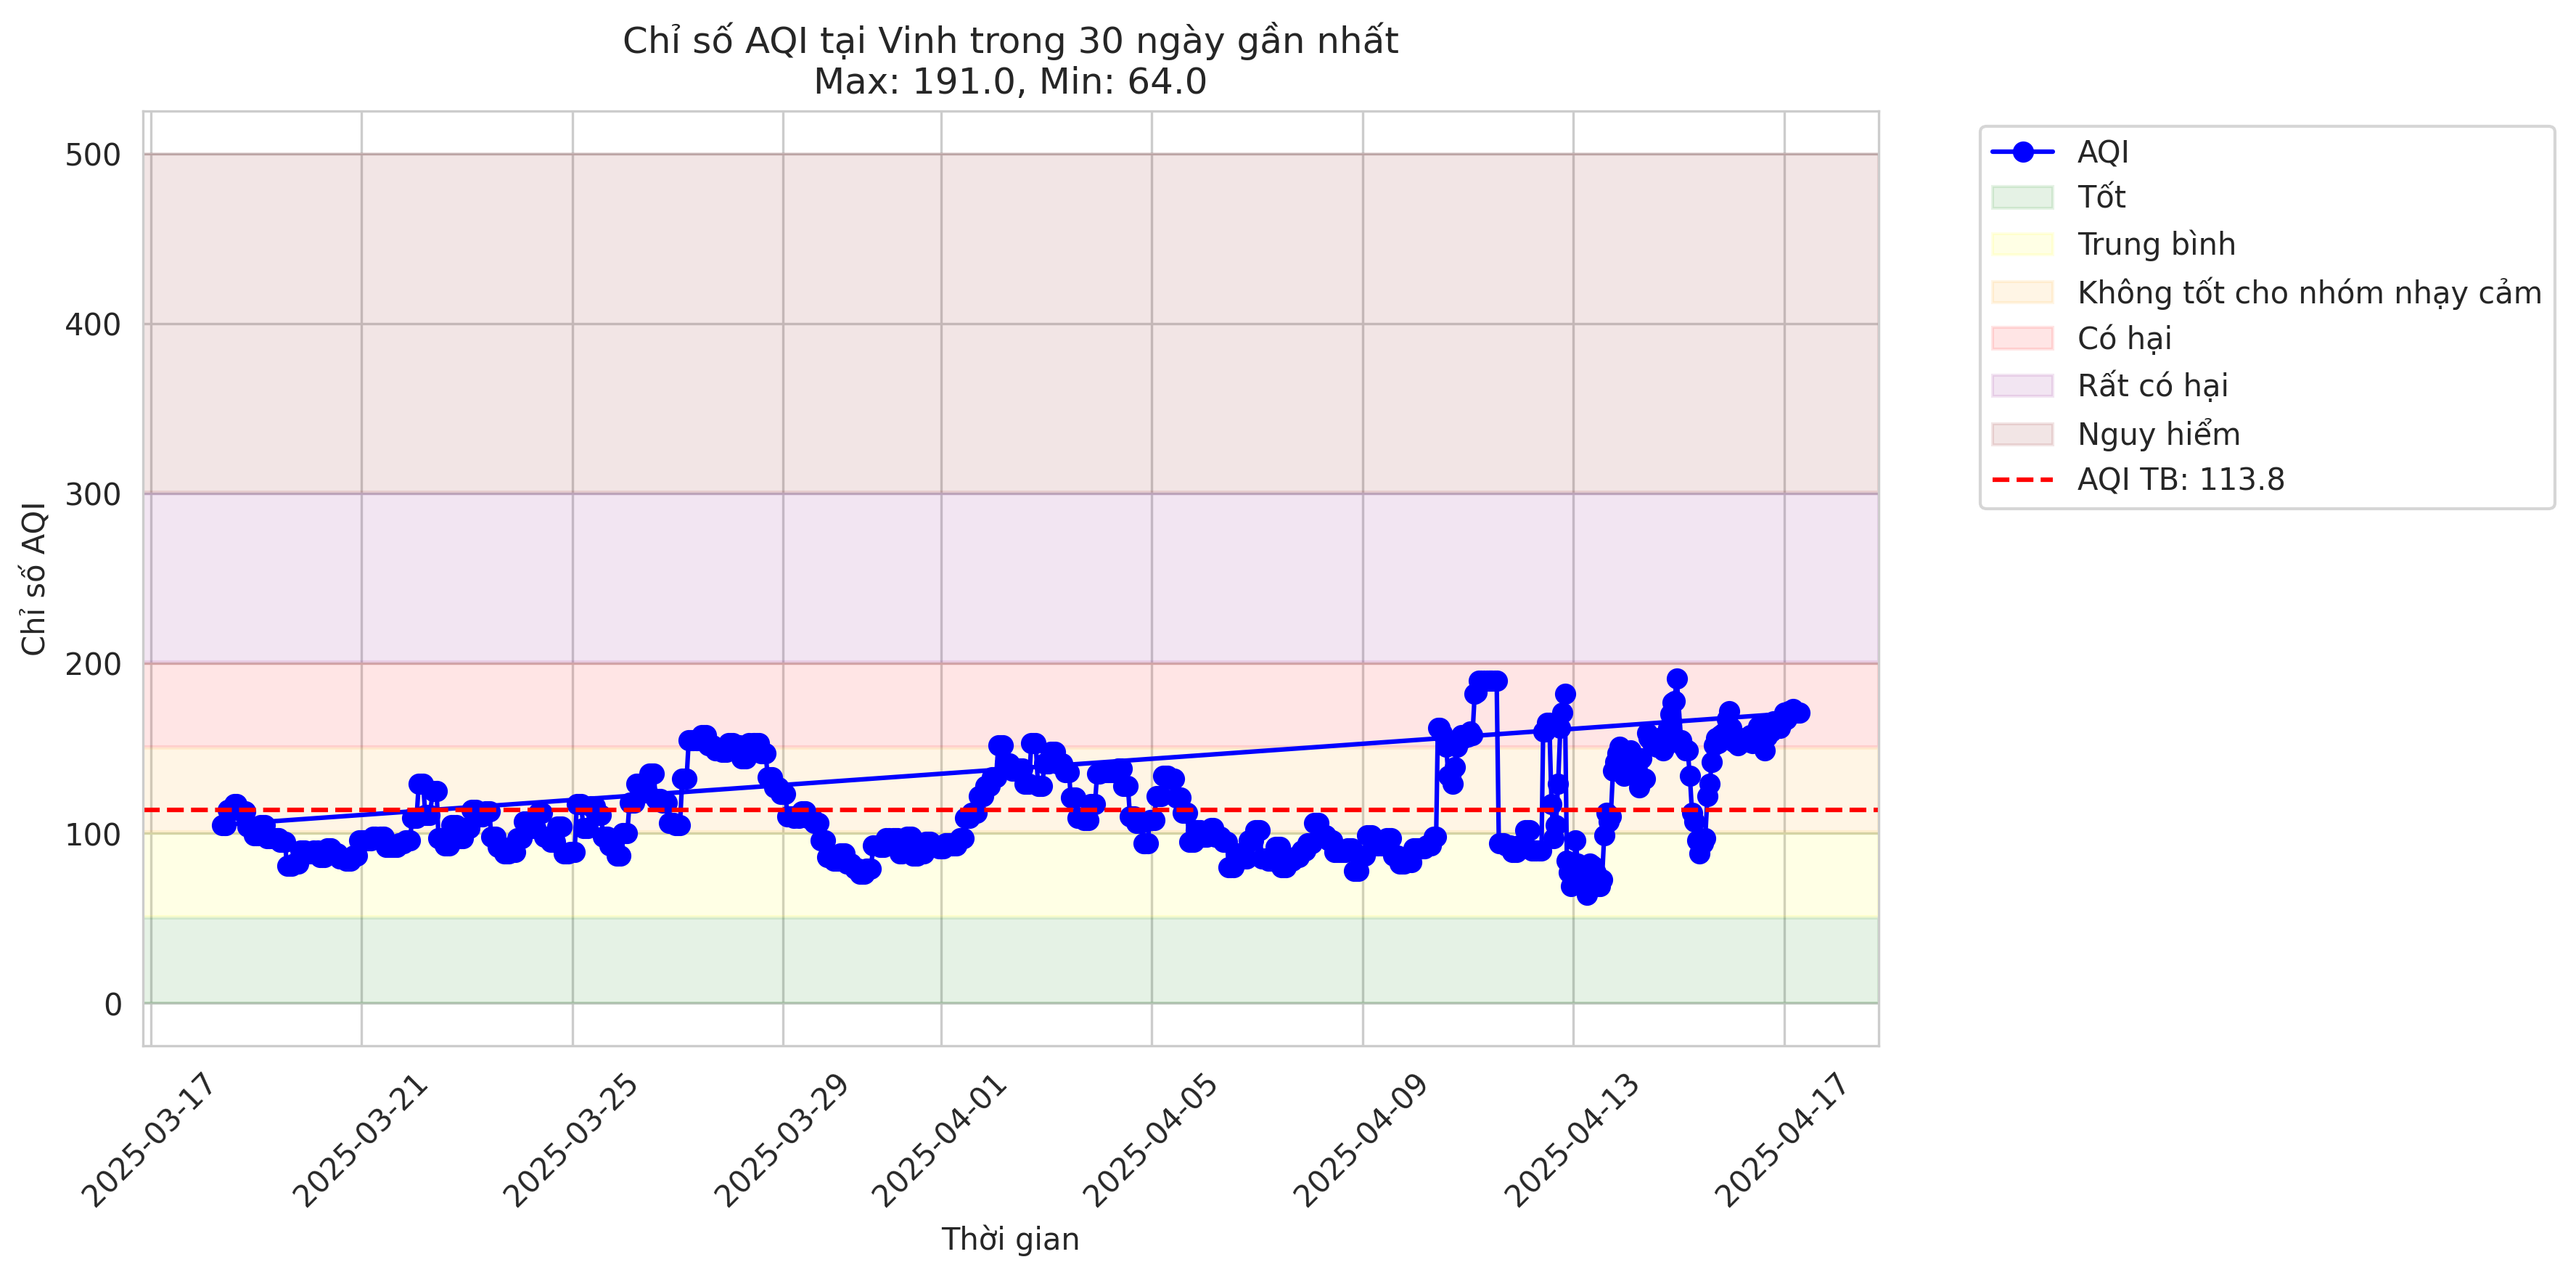 Chỉ số AQI tại Vinh trong 30 ngày gần nhất
Max: 191.0, Min: 64.0
Chỉ số AQI
500
400
300
200
100
0
2025-03-17
2025-03-21
2025-03-25
2025-03-29
2025-04-01
2025-04-05
2025-04-09
2025-04-13
2025-04-17
Thời gian
AQI
Tốt
Trung bình
Không tốt cho nhóm nhạy cảm
Có hại
Rất có hại
Nguy hiểm
AQI TB: 113.8